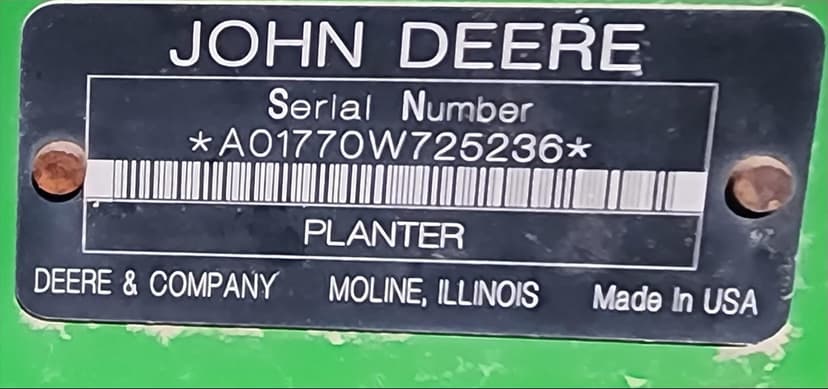 JOHN DEERE
Serial Number
*A01770W725236*
PLANTER
DEERE & COMPANY MOLINE, ILLINOIS Made In USA